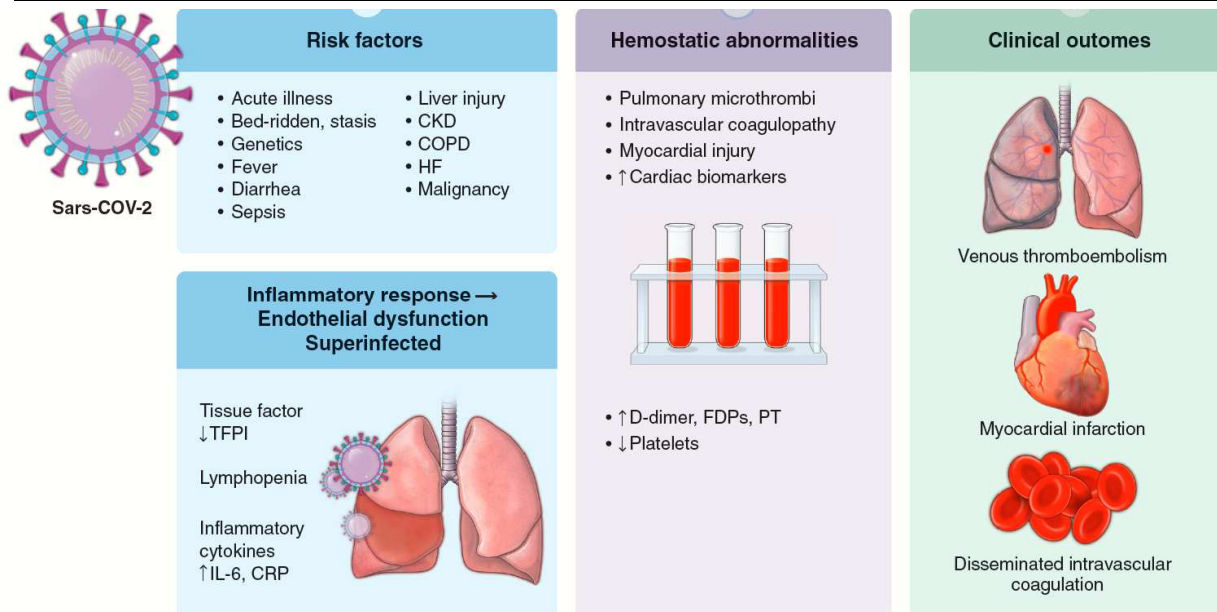 Sars-COV-2
Risk factors
• Acute illness
• Bed-ridden, stasis
• Genetics
• Fever
• Diarrhea
• Sepsis
• Liver injury
• CKD
• COPD
• HF
• Malignancy
Inflammatory response →
Endothelial dysfunction
Superinfected
Tissue factor
↓TFPI
Lymphopenia
Inflammatory
cytokines
↑IL-6, CRP
Hemostatic abnormalities
• Pulmonary microthrombi
• Intravascular coagulopathy
• Myocardial injury
• ↑Cardiac biomarkers
• ↑D-dimer, FDPs, PT
• ↓Platelets
Clinical outcomes
Venous thromboembolism
Myocardial infarction
Disseminated intravascular
coagulation